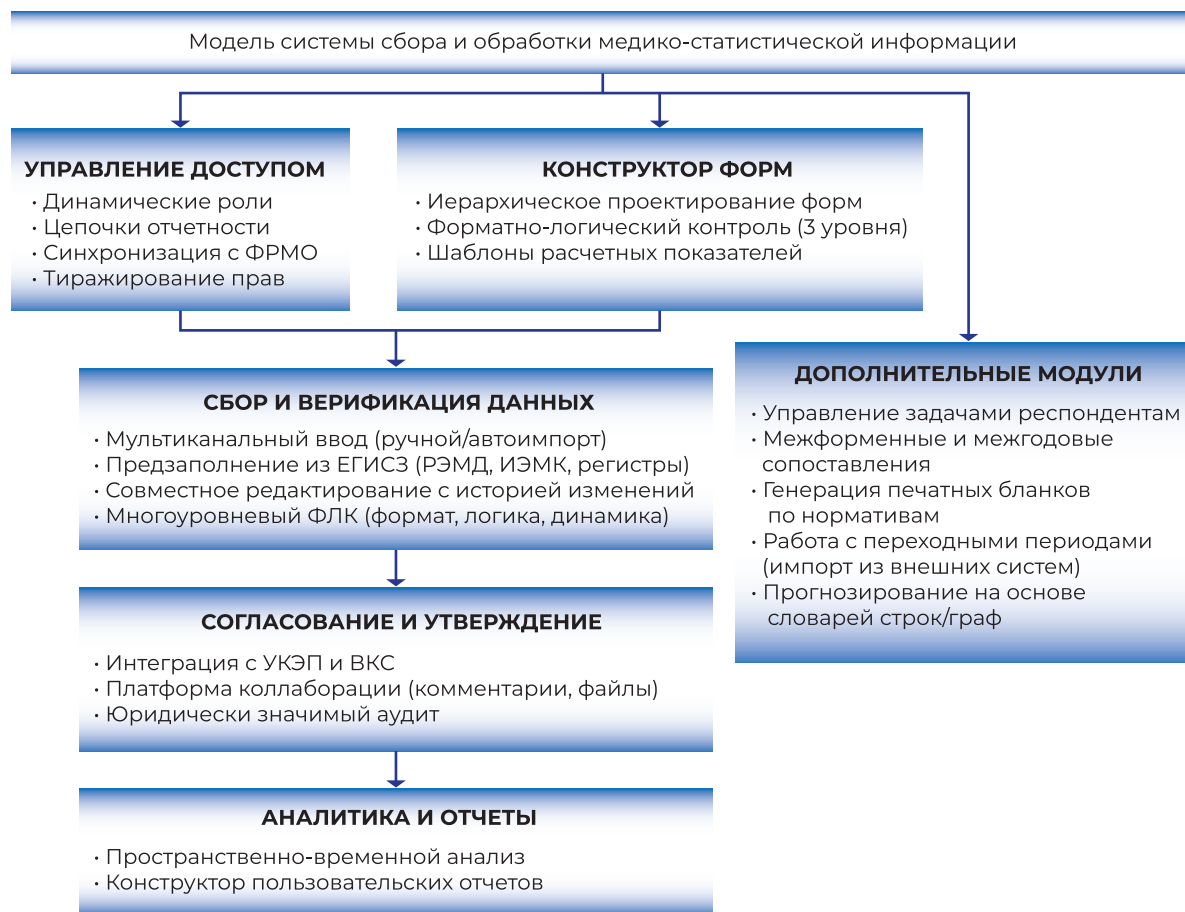 Модель системы сбора и обработки медико-статистической информации
УПРАВЛЕНИЕ ДОСТУПОМ
· Динамические роли
· Цепочки отчетности
· Синхронизация с ФРМО
· Тиражирование прав
КОНСТРУКТОР ФОРМ
· Иерархическое проектирование форм
· Форматно-логический контроль (3 уровня)
· Шаблоны расчетных показателей
СБОР И ВЕРИФИКАЦИЯ ДАННЫХ
· Мультиканальный ввод (ручной/автоимпорт)
· Предзаполнение из ЕГИСЗ (РЭМД, ИЭМК, регистры)
· Совместное редактирование с историей изменений
· Многоуровневый ФЛК (формат, логика, динамика)
ДОПОЛНИТЕЛЬНЫЕ МОДУЛИ
· Управление задачами респондентам
· Межформенные и межгодовые
сопоставления
· Генерация печатных бланков
по нормативам
· Работа с переходными периодами
(импорт из внешних систем)
· Прогнозирование на основе
словарей строк/граф
СОГЛАСОВАНИЕ И УТВЕРЖДЕНИЕ
· Интеграция с УКЭП и ВКС
· Платформа коллаборации (комментарии, файлы)
· Юридически значимый аудит
АНАЛИТИКА И ОТЧЕТЫ
· Пространственно-временной анализ
· Конструктор пользовательских отчетов